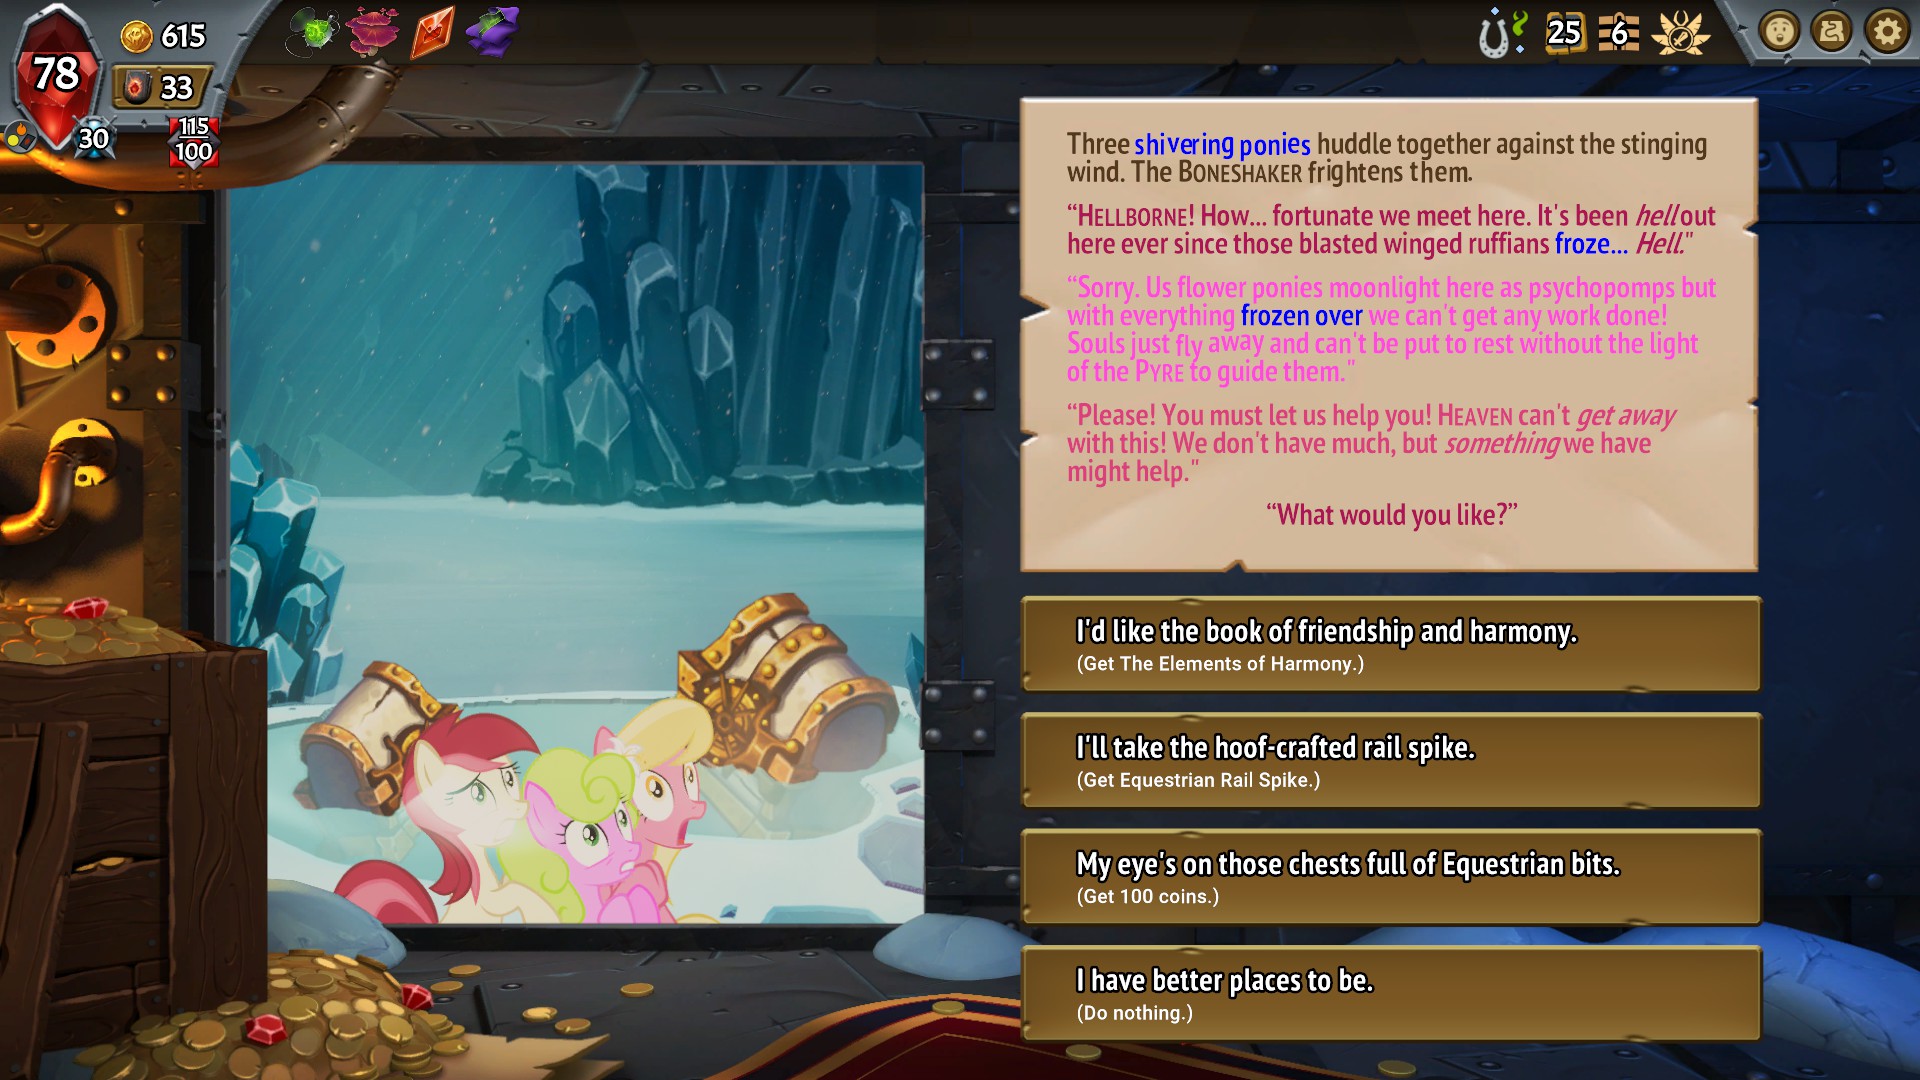 615
78
33
30
115
100
25
6
Three shivering ponies huddle together against the stinging
wind. The BONESHAKER frightens them.
“HELLBORNE! How... fortunate we meet here. It's been hell out
here ever since those blasted winged ruffians froze... Hell."
“Sorry. Us flower ponies moonlight here as psychopomps but
with everything frozen over we can't get any work done!
Souls just fly away and can't be put to rest without the light
of the PYRE to guide them."
“Please! You must let us help you! HEAVEN can't get away
with this! We don't have much, but something we have
might help."
“What would you like?”
I'd like the book of friendship and harmony.
(Get The Elements of Harmony.)
I'll take the hoof-crafted rail spike.
(Get Equestrian Rail Spike.)
My eye's on those chests full of Equestrian bits.
(Get 100 coins.)
I have better places to be.
(Do nothing.)